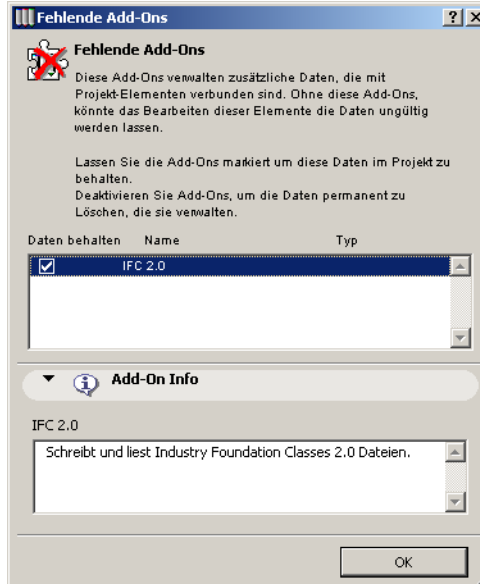 Fehlende Add-Ons
Fehlende Add-Ons
Diese Add-Ons verwalten zusätzliche Daten, die mit
Projekt-Elementen verbunden sind. Ohne diese Add-Ons,
könnte das Bearbeiten dieser Elemente die Daten ungültig
werden lassen.
Lassen Sie die Add-Ons markiert um diese Daten im Projekt zu
behalten.
Deaktivieren Sie Add-Ons, um die Daten permanent zu
Löschen, die sie verwalten.
Daten behalten Name Typ
IFC 2.0
Add-On Info
IFC 2.0
Schreibt und liest Industry Foundation Classes 2.0 Dateien.
OK